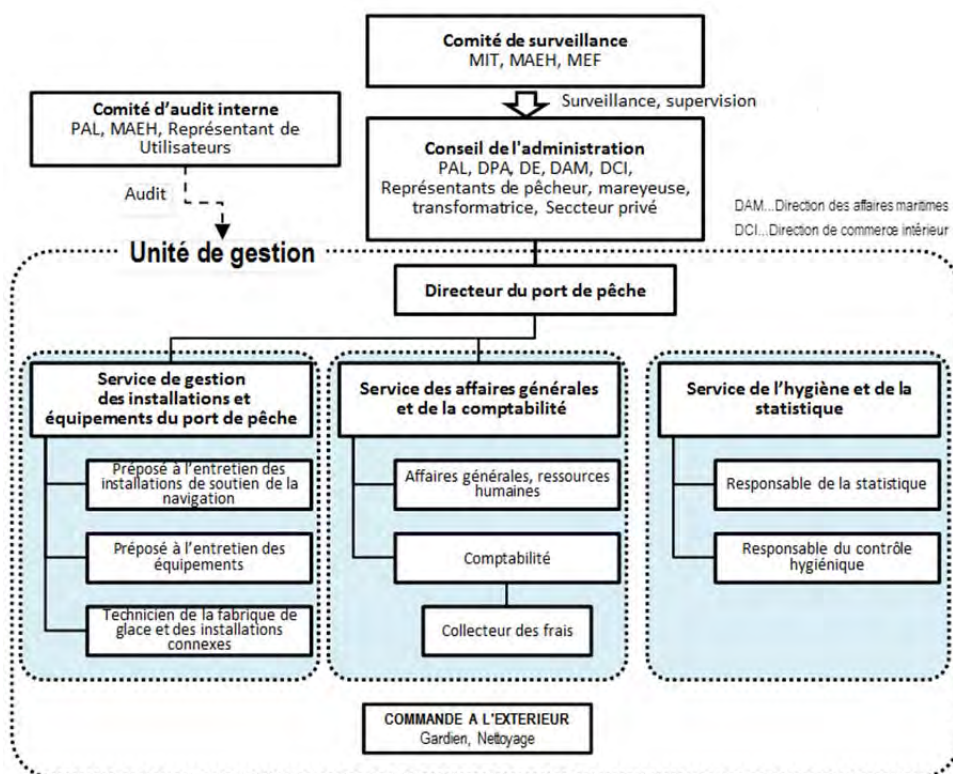 Comité de surveillance
MIT, MAEH, MEF
Surveillance, supervision
Comité d'audit interne
PAL, MAEH, Représentant de
Utilisateurs
Audit
Conseil de l'administration
PAL, DPA, DE, DAM, DCI,
Représentants de pêcheur, mareyeuse,
transformatrice, Seccteur privé
DAM...Direction des affaires maritimes
DCI...Direction de commerce intérieur
Unité de gestion
Directeur du port de pêche
Service de gestion
des installations et
équipements du port de pêche
Préposé à l'entretien des
installations de soutien de la
navigation
Préposé à l'entretien des
équipements
Technicien de la fabrique de
glace et des installations
connexes
Service des affaires générales
et de la comptabilité
Affaires générales, ressources
humaines
Comptabilité
Collecteur des frais
Service de l'hygiène et de la
statistique
Responsable de la statistique
Responsable du contrôle
hygiénique
COMMANDE A L'EXTERIEUR
Gardien, Nettoyage